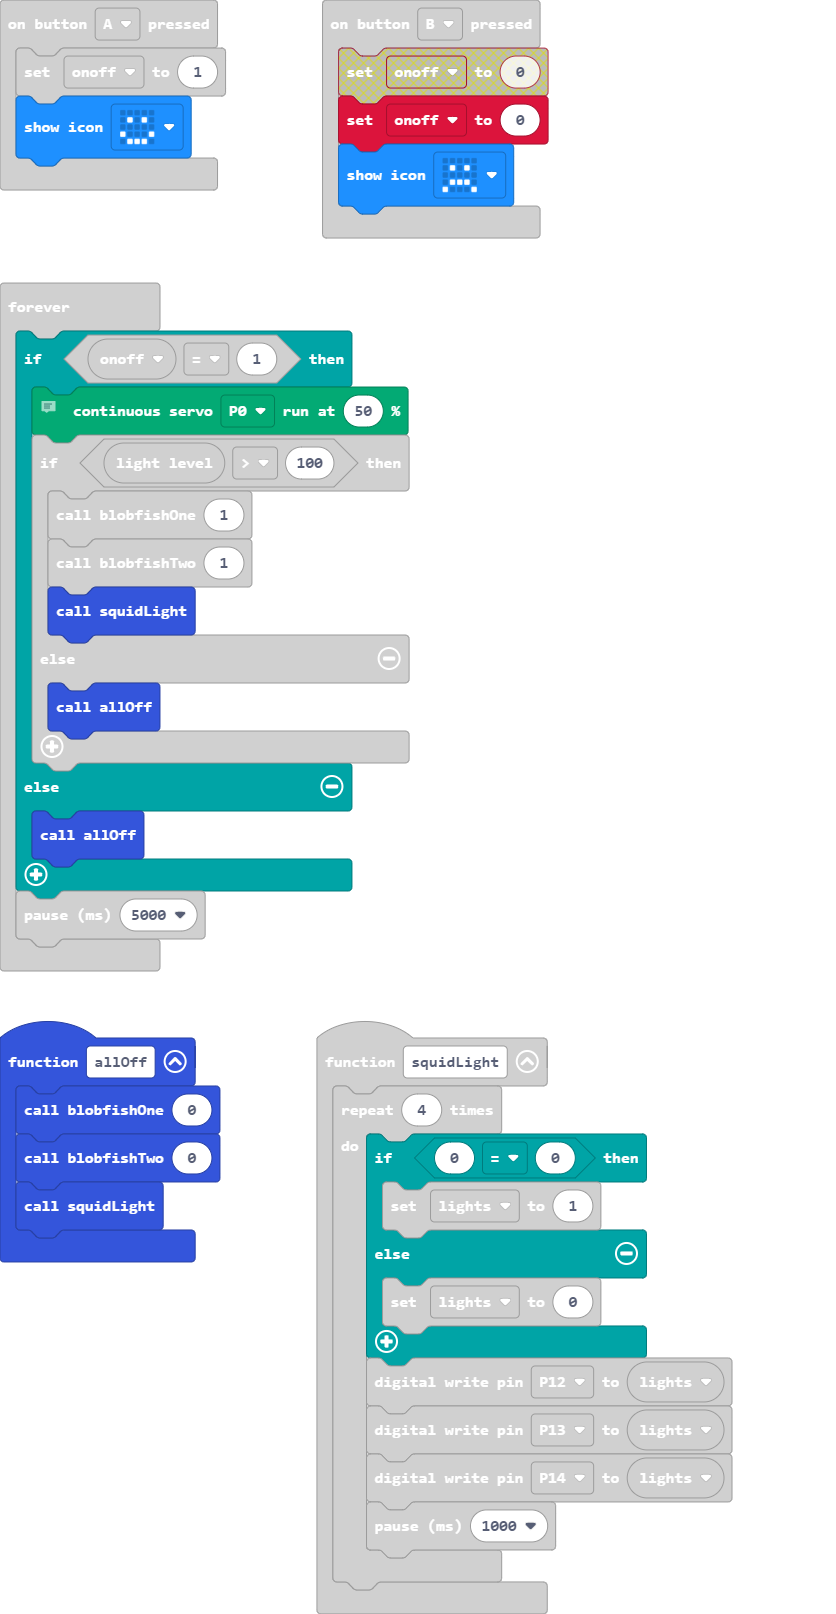 on button A pressed
set onoff to 1
show icon
on button B pressed
set onoff to 0
set onoff to 0
show icon
forever
if onoff = 1 then
continuous servo P0 run at 50 %
if light level > 100 then
call blobfishOne 1
call blobfishTwo 1
call squidLight
else
call allOff
else
call allOff
pause (ms) 5000
function allOff
call blobfishOne 0
call blobfishTwo 0
call squidLight
function squidLight
repeat 4 times
do
if 0 = 0 then
set lights to 1
else
set lights to 0
digital write pin P12 to lights
digital write pin P13 to lights
digital write pin P14 to lights
pause (ms) 1000